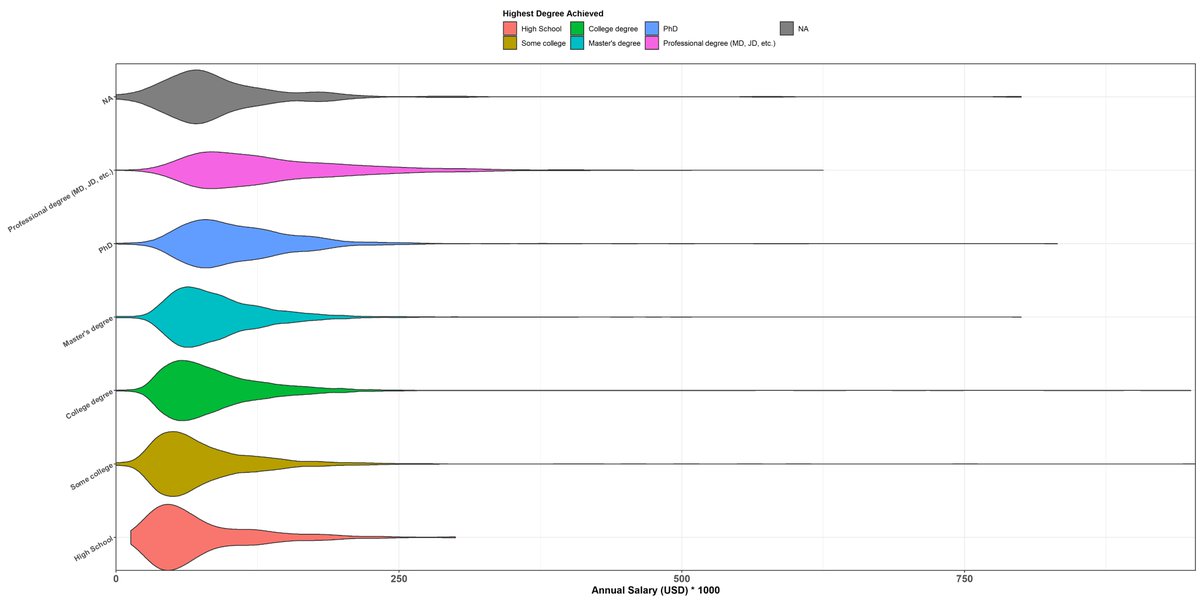 Highest Degree Achieved
High School
College degree
PhD
NA
Some college
Master's degree
Professional degree (MD, JD, etc.)
NA
Professional degree (MD, JD, etc.)
PhD
Master's degree
College degree
Some college
High School
0
250
500
750
Annual Salary (USD) * 1000